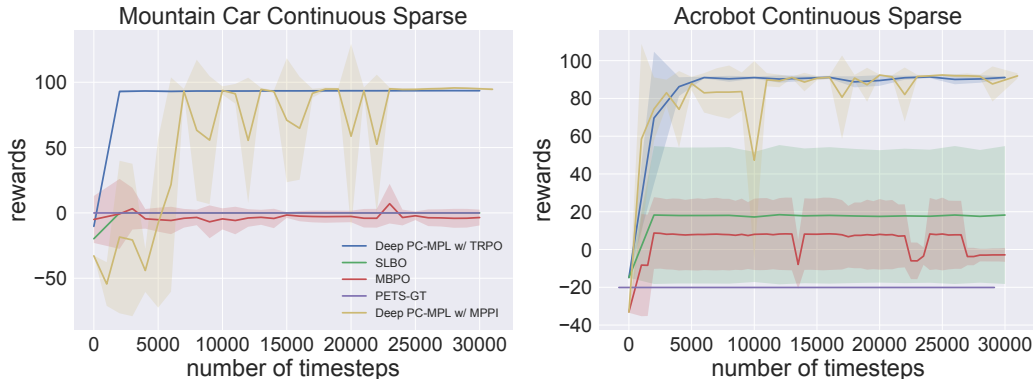 Mountain Car Continuous Sparse
rewards
100
50
0
−50
Deep PC-MPL w/ TRPO
SLBO
MBPO
PETS-GT
Deep PC-MPL w/ MPPI
0 5000 10000 15000 20000 25000 30000
number of timesteps
Acrobot Continuous Sparse
rewards
100
80
60
40
20
0
−20
−40
0 5000 10000 15000 20000 25000 30000
number of timesteps